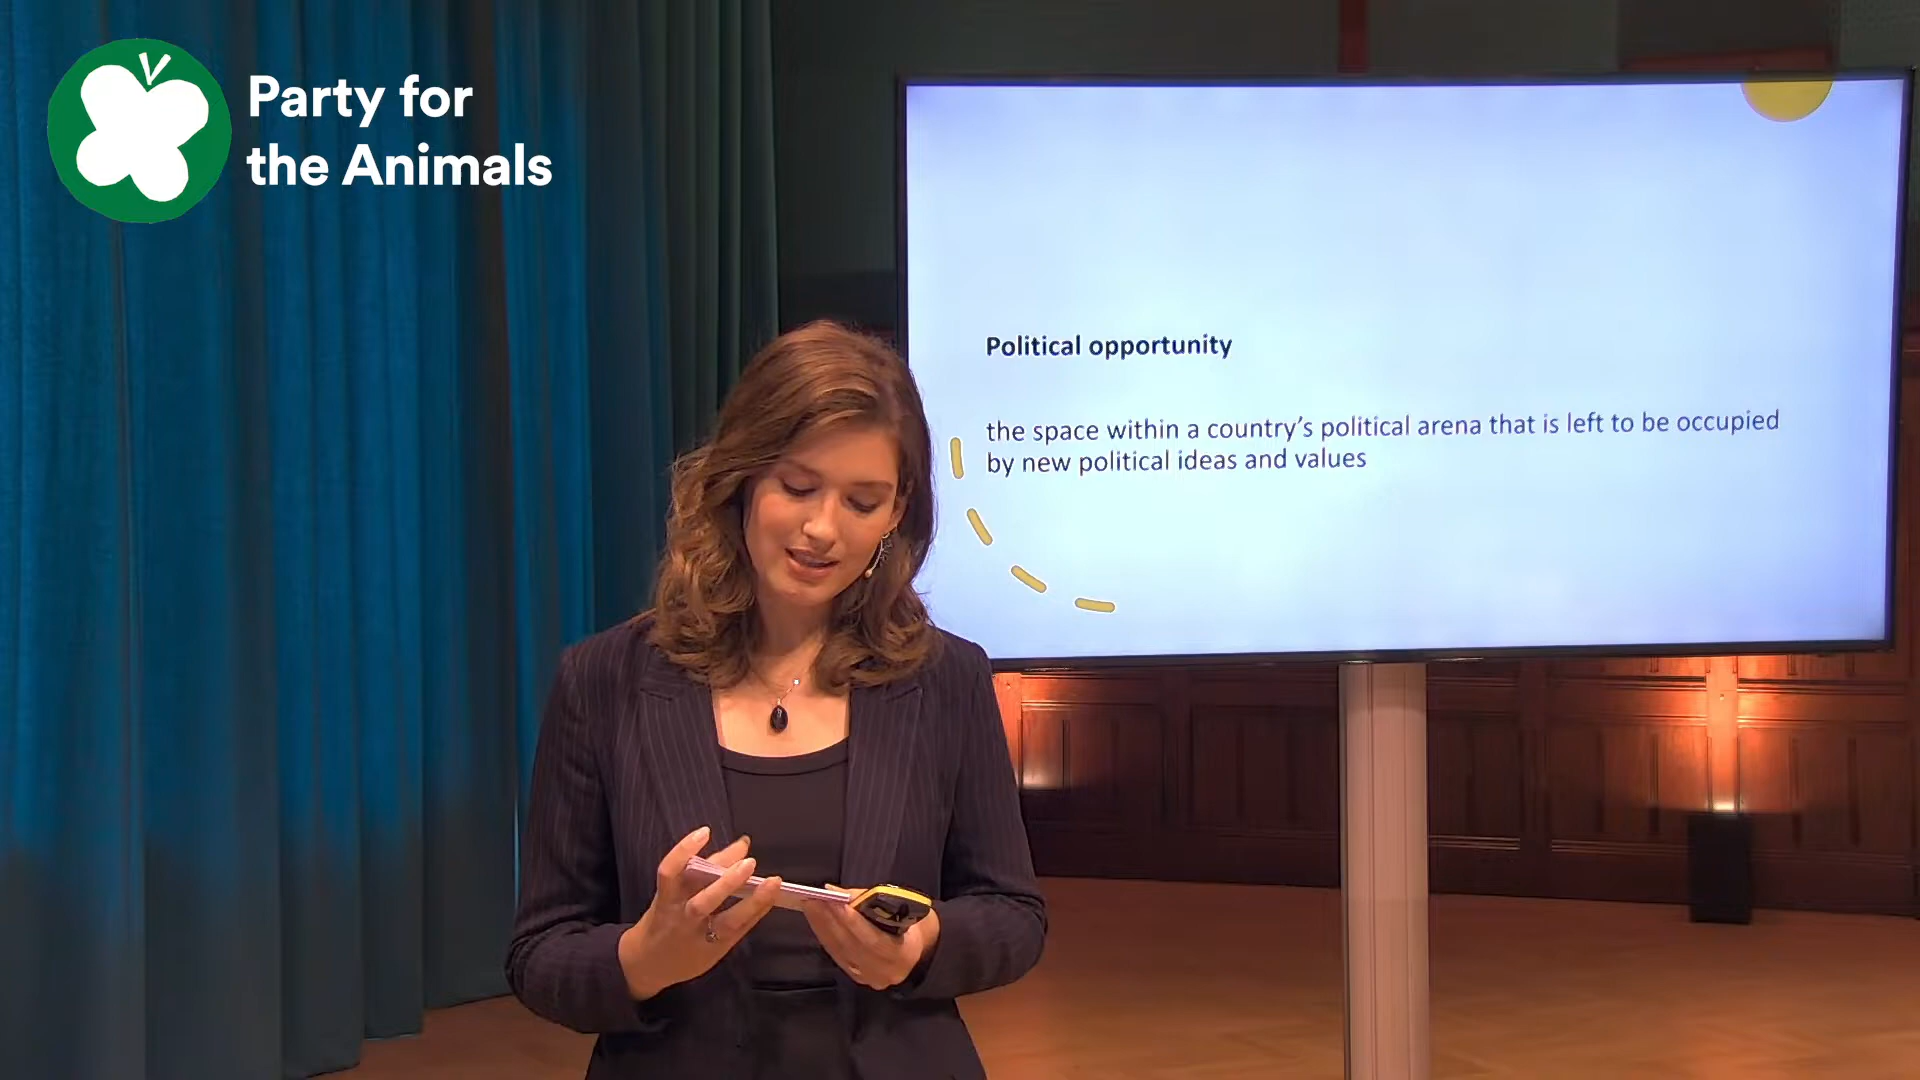 Party for
the Animals
Political opportunity
the space within a country's political arena that is left to be occupied
by new political ideas and values